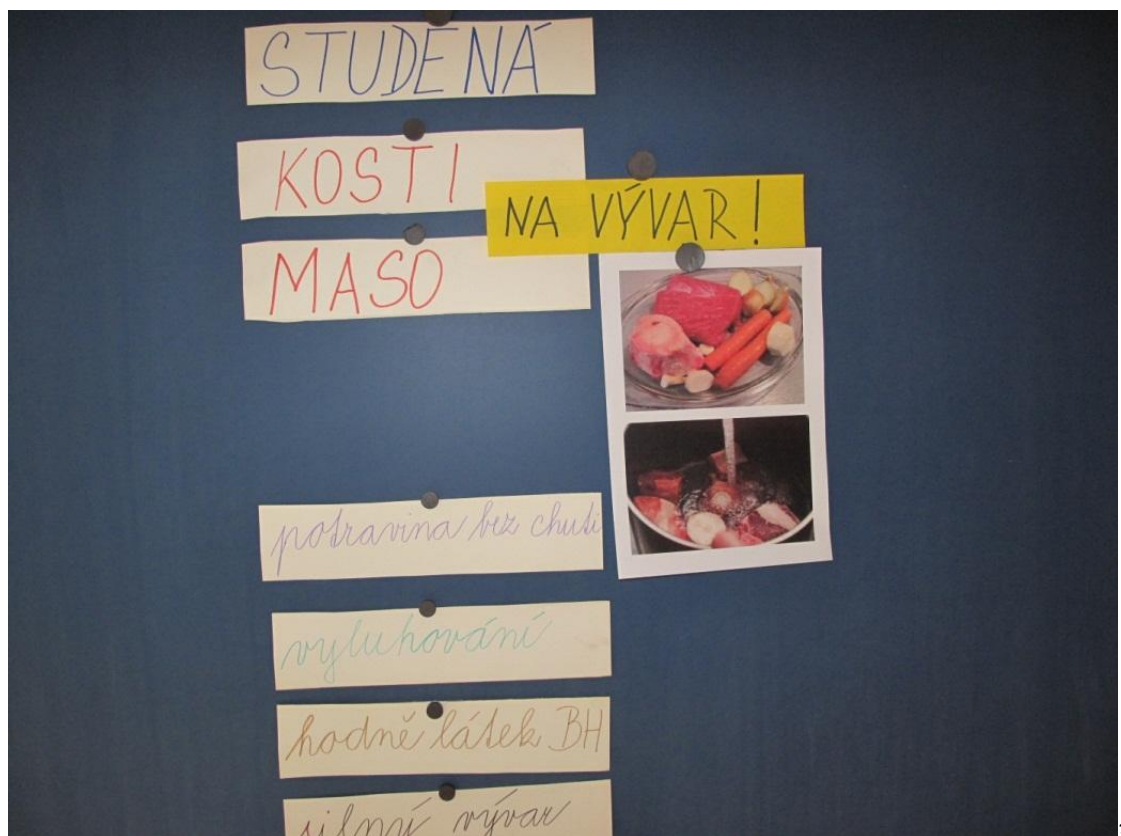 STUDENÁ
KOSTI
NA VÝVAR!
MASO
potravina bez chuti
vyluhování
hodně látek BH
silný vývar